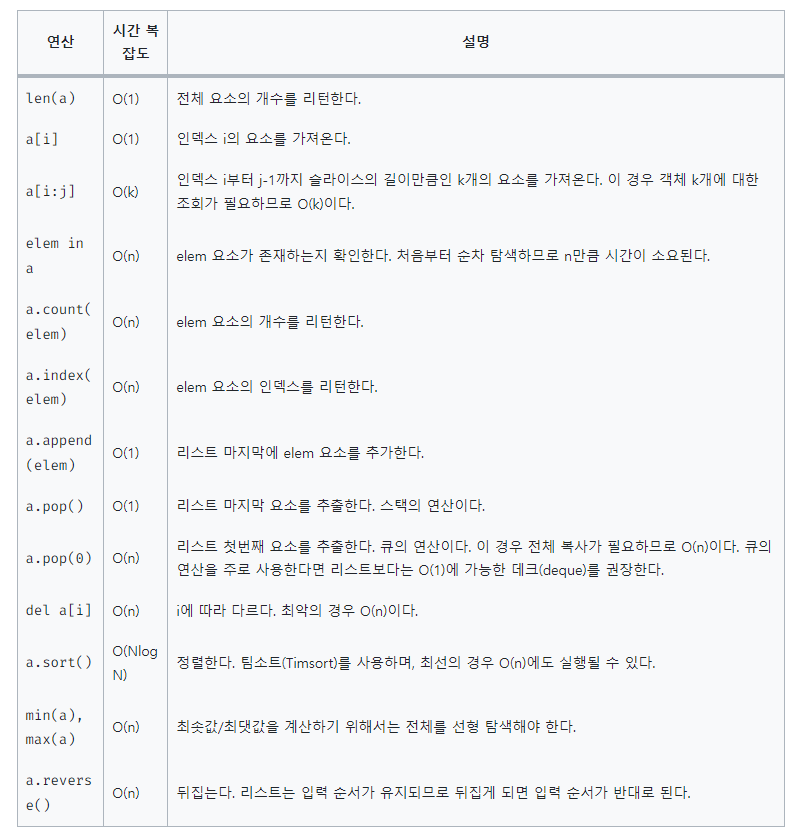 연산
시간 복
잡도
설명
len(a)
O(1)
전체 요소의 개수를 리턴한다.
a[i]
O(1)
인덱스 i의 요소를 가져온다.
a[i:j]
O(k)
인덱스 i부터 j-1까지 슬라이스의 길이만큼인 k개의 요소를 가져온다. 이 경우 객체 k개에 대한
조회가 필요하므로 O(k)이다.
elem in
a
O(n)
elem 요소가 존재하는지 확인한다. 처음부터 순차 탐색하므로 n만큼 시간이 소요된다.
a.count(
elem)
O(n)
elem 요소의 개수를 리턴한다.
a.index(
elem)
O(n)
elem 요소의 인덱스를 리턴한다.
a.append
(elem)
O(1)
리스트 마지막에 elem 요소를 추가한다.
a.pop()
O(1)
리스트 마지막 요소를 추출한다. 스택의 연산이다.
a.pop(0)
O(n)
리스트 첫번째 요소를 추출한다. 큐의 연산이다. 이 경우 전체 복사가 필요하므로 O(n)이다. 큐의
연산을 주로 사용한다면 리스트보다는 O(1)에 가능한 데크(deque)를 권장한다.
del a[i]
O(n)
i에 따라 다르다. 최악의 경우 O(n)이다.
a.sort()
O(Nlog
N)
정렬한다. 팀소트(Timsort)를 사용하며, 최선의 경우 O(n)에도 실행될 수 있다.
min(a),
max(a)
O(n)
최솟값/최댓값을 계산하기 위해서는 전체를 선형 탐색해야 한다.
a.revers
e()
O(n)
뒤집는다. 리스트는 입력 순서가 유지되므로 뒤집게 되면 입력 순서가 반대로 된다.